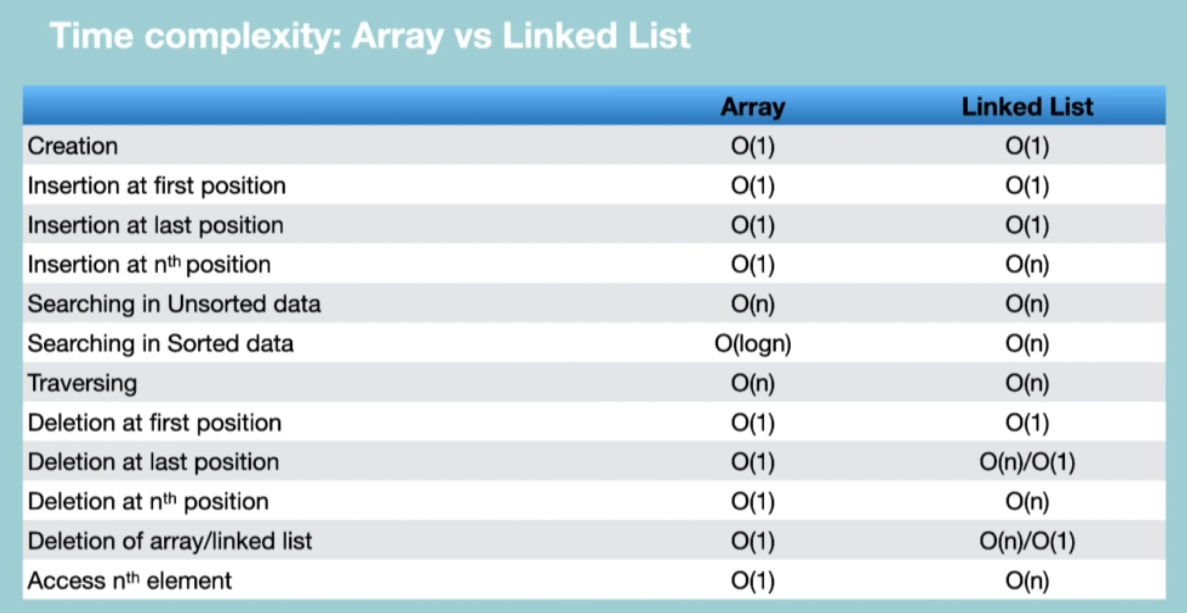 Time complexity: Array vs Linked List
Array Linked List
Creation O(1) O(1)
Insertion at first position O(1) O(1)
Insertion at last position O(1) O(1)
Insertion at nth position O(1) O(n)
Searching in Unsorted data O(n) O(n)
Searching in Sorted data O(logn) O(n)
Traversing O(n) O(n)
Deletion at first position O(1) O(1)
Deletion at last position O(1) O(n)/O(1)
Deletion at nth position O(1) O(n)
Deletion of array/linked list O(1) O(n)/O(1)
Access nth element O(1) O(n)